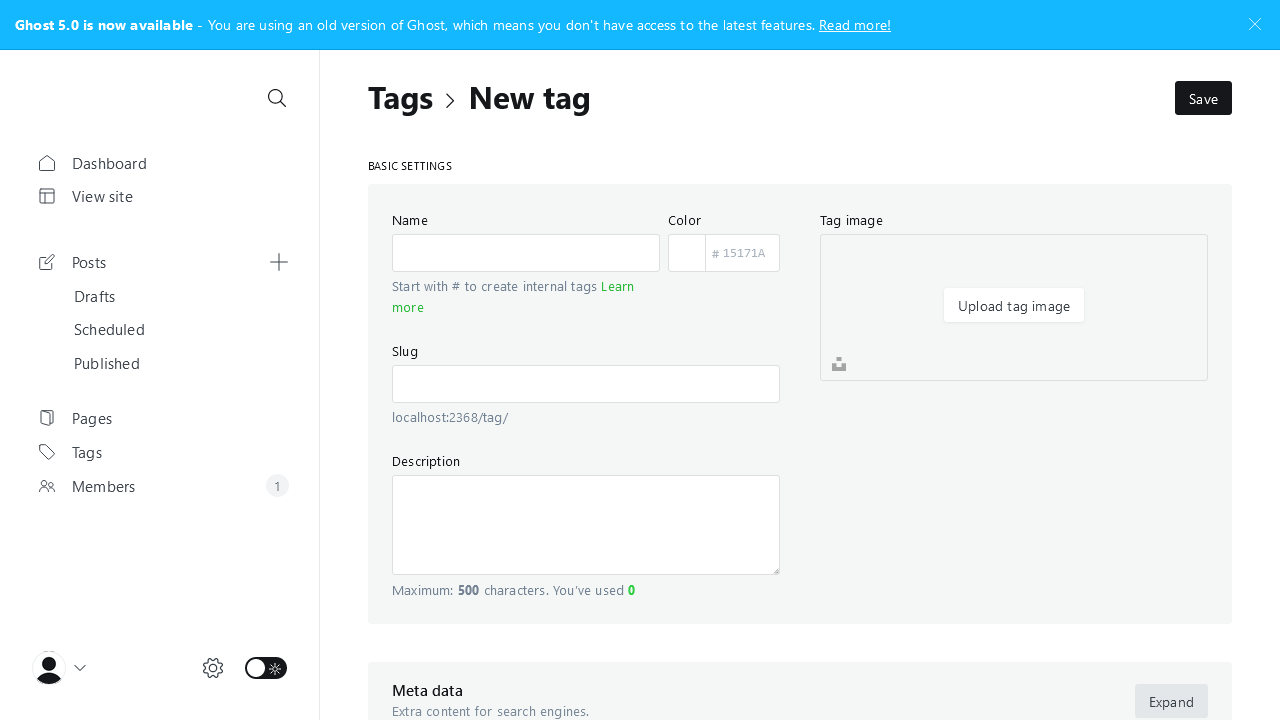 Ghost 5.0 is now available - You are using an old version of Ghost, which means you don't have access to the latest features. Read more!
Dashboard
View site
Posts
Drafts
Scheduled
Published
Pages
Tags
Members
1
Tags
New tag
Save
BASIC SETTINGS
Name
Color
# 15171A
Start with # to create internal tags Learn
more
Slug
localhost:2368/tag/
Description
Maximum: 500 characters. You've used 0
Tag image
Upload tag image
Meta data
Extra content for search engines.
Expand